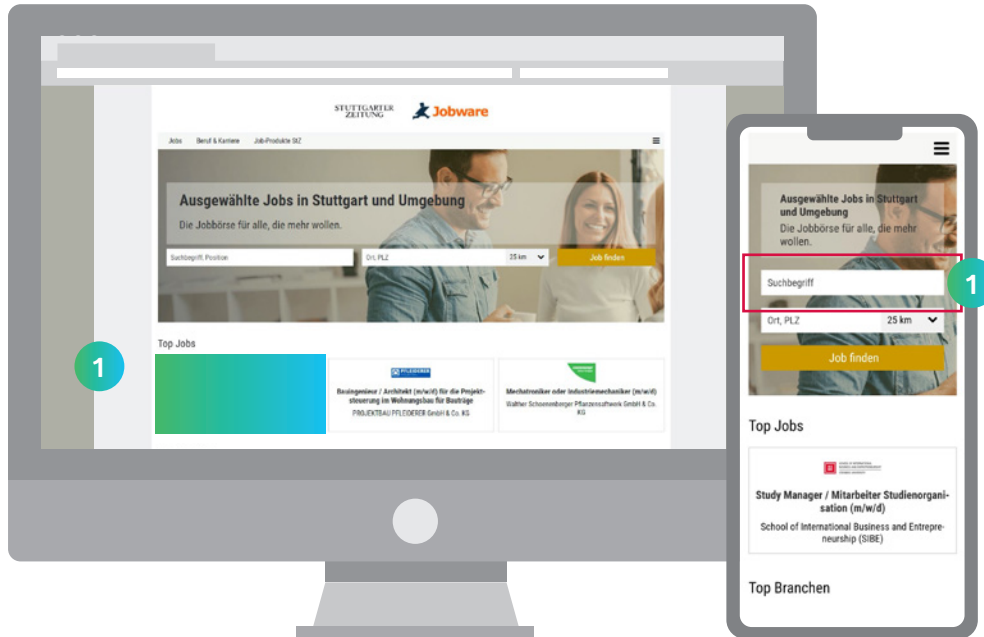 STUTTGARTER
ZEITUNG
Jobware
Jobs Beruf & Karriere Job-Produkte StZ
Ausgewählte Jobs in Stuttgart und Umgebung
Die Jobbörse für alle, die mehr wollen.
Suchbegriff, Position Ort, PLZ 25 km Job finden
Top Jobs
1
PFLEIDERER
Bauingenieur / Architekt (m/w/d) für die Projekt-
steuerung im Wohnungsbau für Bauträge
PROJEKTBAU PFLEIDERER GmbH & Co. KG
Mechatroniker oder Industriemechaniker (m/w/d)
Walther Schoenenberger Pflanzensaftwerk GmbH & Co.
KG
Ausgewählte Jobs in Stuttgart
und Umgebung
Die Jobbörse für alle, die mehr
wollen.
Suchbegriff
1
Ort, PLZ 25 km
Job finden
Top Jobs
Study Manager / Mitarbeiter Studienorgani-
sation (m/w/d)
School of International Business and Entrepre-
neurship (SIBE)
Top Branchen